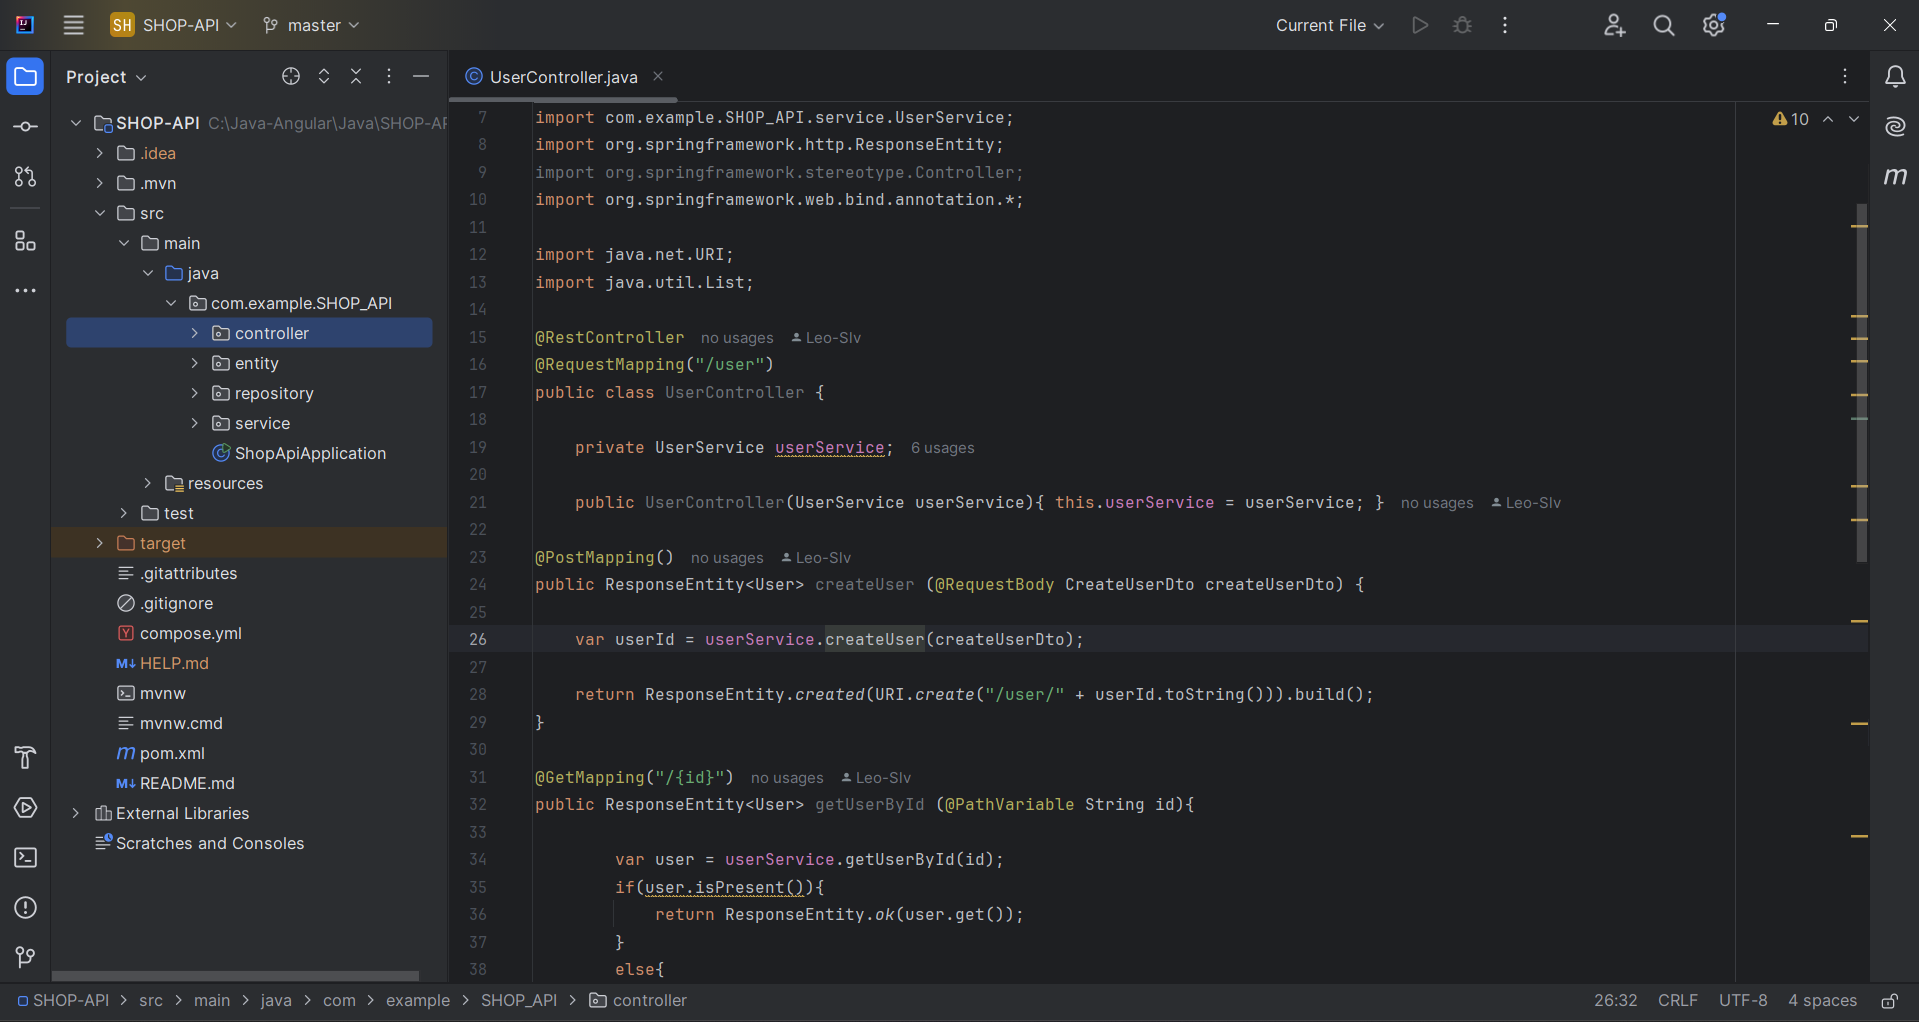 SH SHOP-API master Current File
Project
SHOP-API C:\Java-Angular\Java\SHOP-AP
.idea
.mvn
src
main
java
com.example.SHOP_API
controller
entity
repository
service
ShopApiApplication
resources
test
target
.gitattributes
.gitignore
compose.yml
HELP.md
mvnw
mvnw.cmd
pom.xml
README.md
External Libraries
Scratches and Consoles
UserController.java
10
7 import com.example.SHOP_API.service.UserService;
8 import org.springframework.http.ResponseEntity;
9 import org.springframework.stereotype.Controller;
10 import org.springframework.web.bind.annotation.*;
11
12 import java.net.URI;
13 import java.util.List;
14
15 @RestController no usages Leo-Slv
16 @RequestMapping("/user")
17 public class UserController {
18
19 private UserService userService; 6 usages
20
21 public UserController(UserService userService){ this.userService = userService; } no usages Leo-Slv
22
23 @PostMapping() no usages Leo-Slv
24 public ResponseEntity<User> createUser (@RequestBody CreateUserDto createUserDto) {
25
26 var userId = userService.createUser(createUserDto);
27
28 return ResponseEntity.created(URI.create("/user/" + userId.toString())).build();
29 }
30
31 @GetMapping("/{id}") no usages Leo-Slv
32 public ResponseEntity<User> getUserById (@PathVariable String id){
33
34 var user = userService.getUserById(id);
35 if(user.isPresent()){
36 return ResponseEntity.ok(user.get());
37 }
38 else{
SHOP-API > src > main > java > com > example > SHOP_API > controller
26:32 CRLF UTF-8 4 spaces